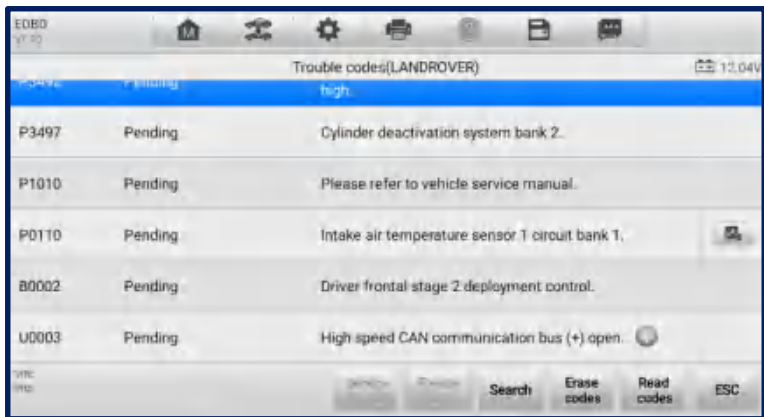 EOBD
Trouble codes(LANDROVER) 12.04V
P3492 Pending high.
P3497 Pending Cylinder deactivation system bank 2.
P1010 Pending Please refer to vehicle service manual.
P0110 Pending Intake air temperature sensor 1 circuit bank 1.
B0002 Pending Driver frontal stage 2 deployment control.
U0003 Pending High speed CAN communication bus (+) open.
Search Erase codes Read codes ESC